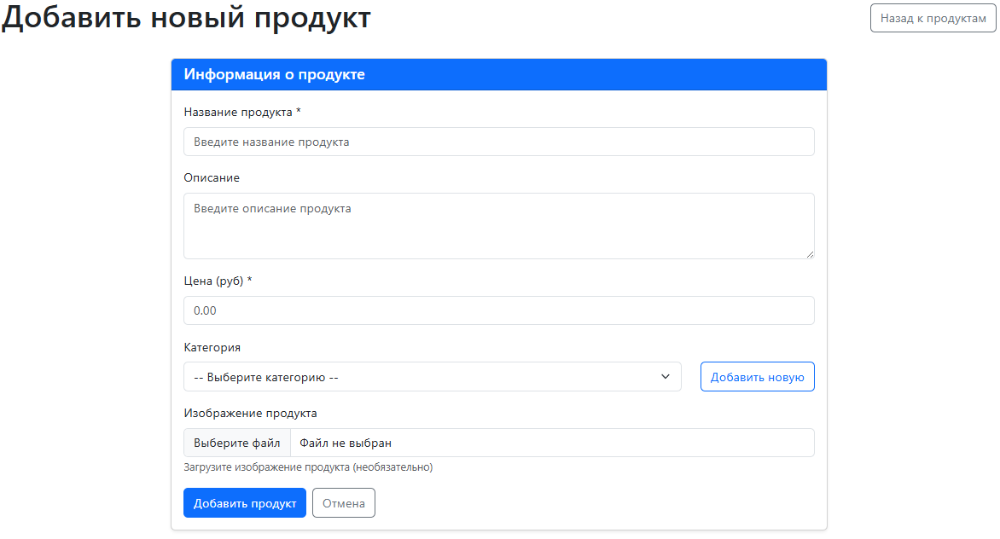 Добавить новый продукт
Назад к продуктам
Информация о продукте
Название продукта *
Введите название продукта
Описание
Введите описание продукта
Цена (руб) *
0.00
Категория
-- Выберите категорию --
Добавить новую
Изображение продукта
Выберите файл Файл не выбран
Загрузите изображение продукта (необязательно)
Добавить продукт
Отмена